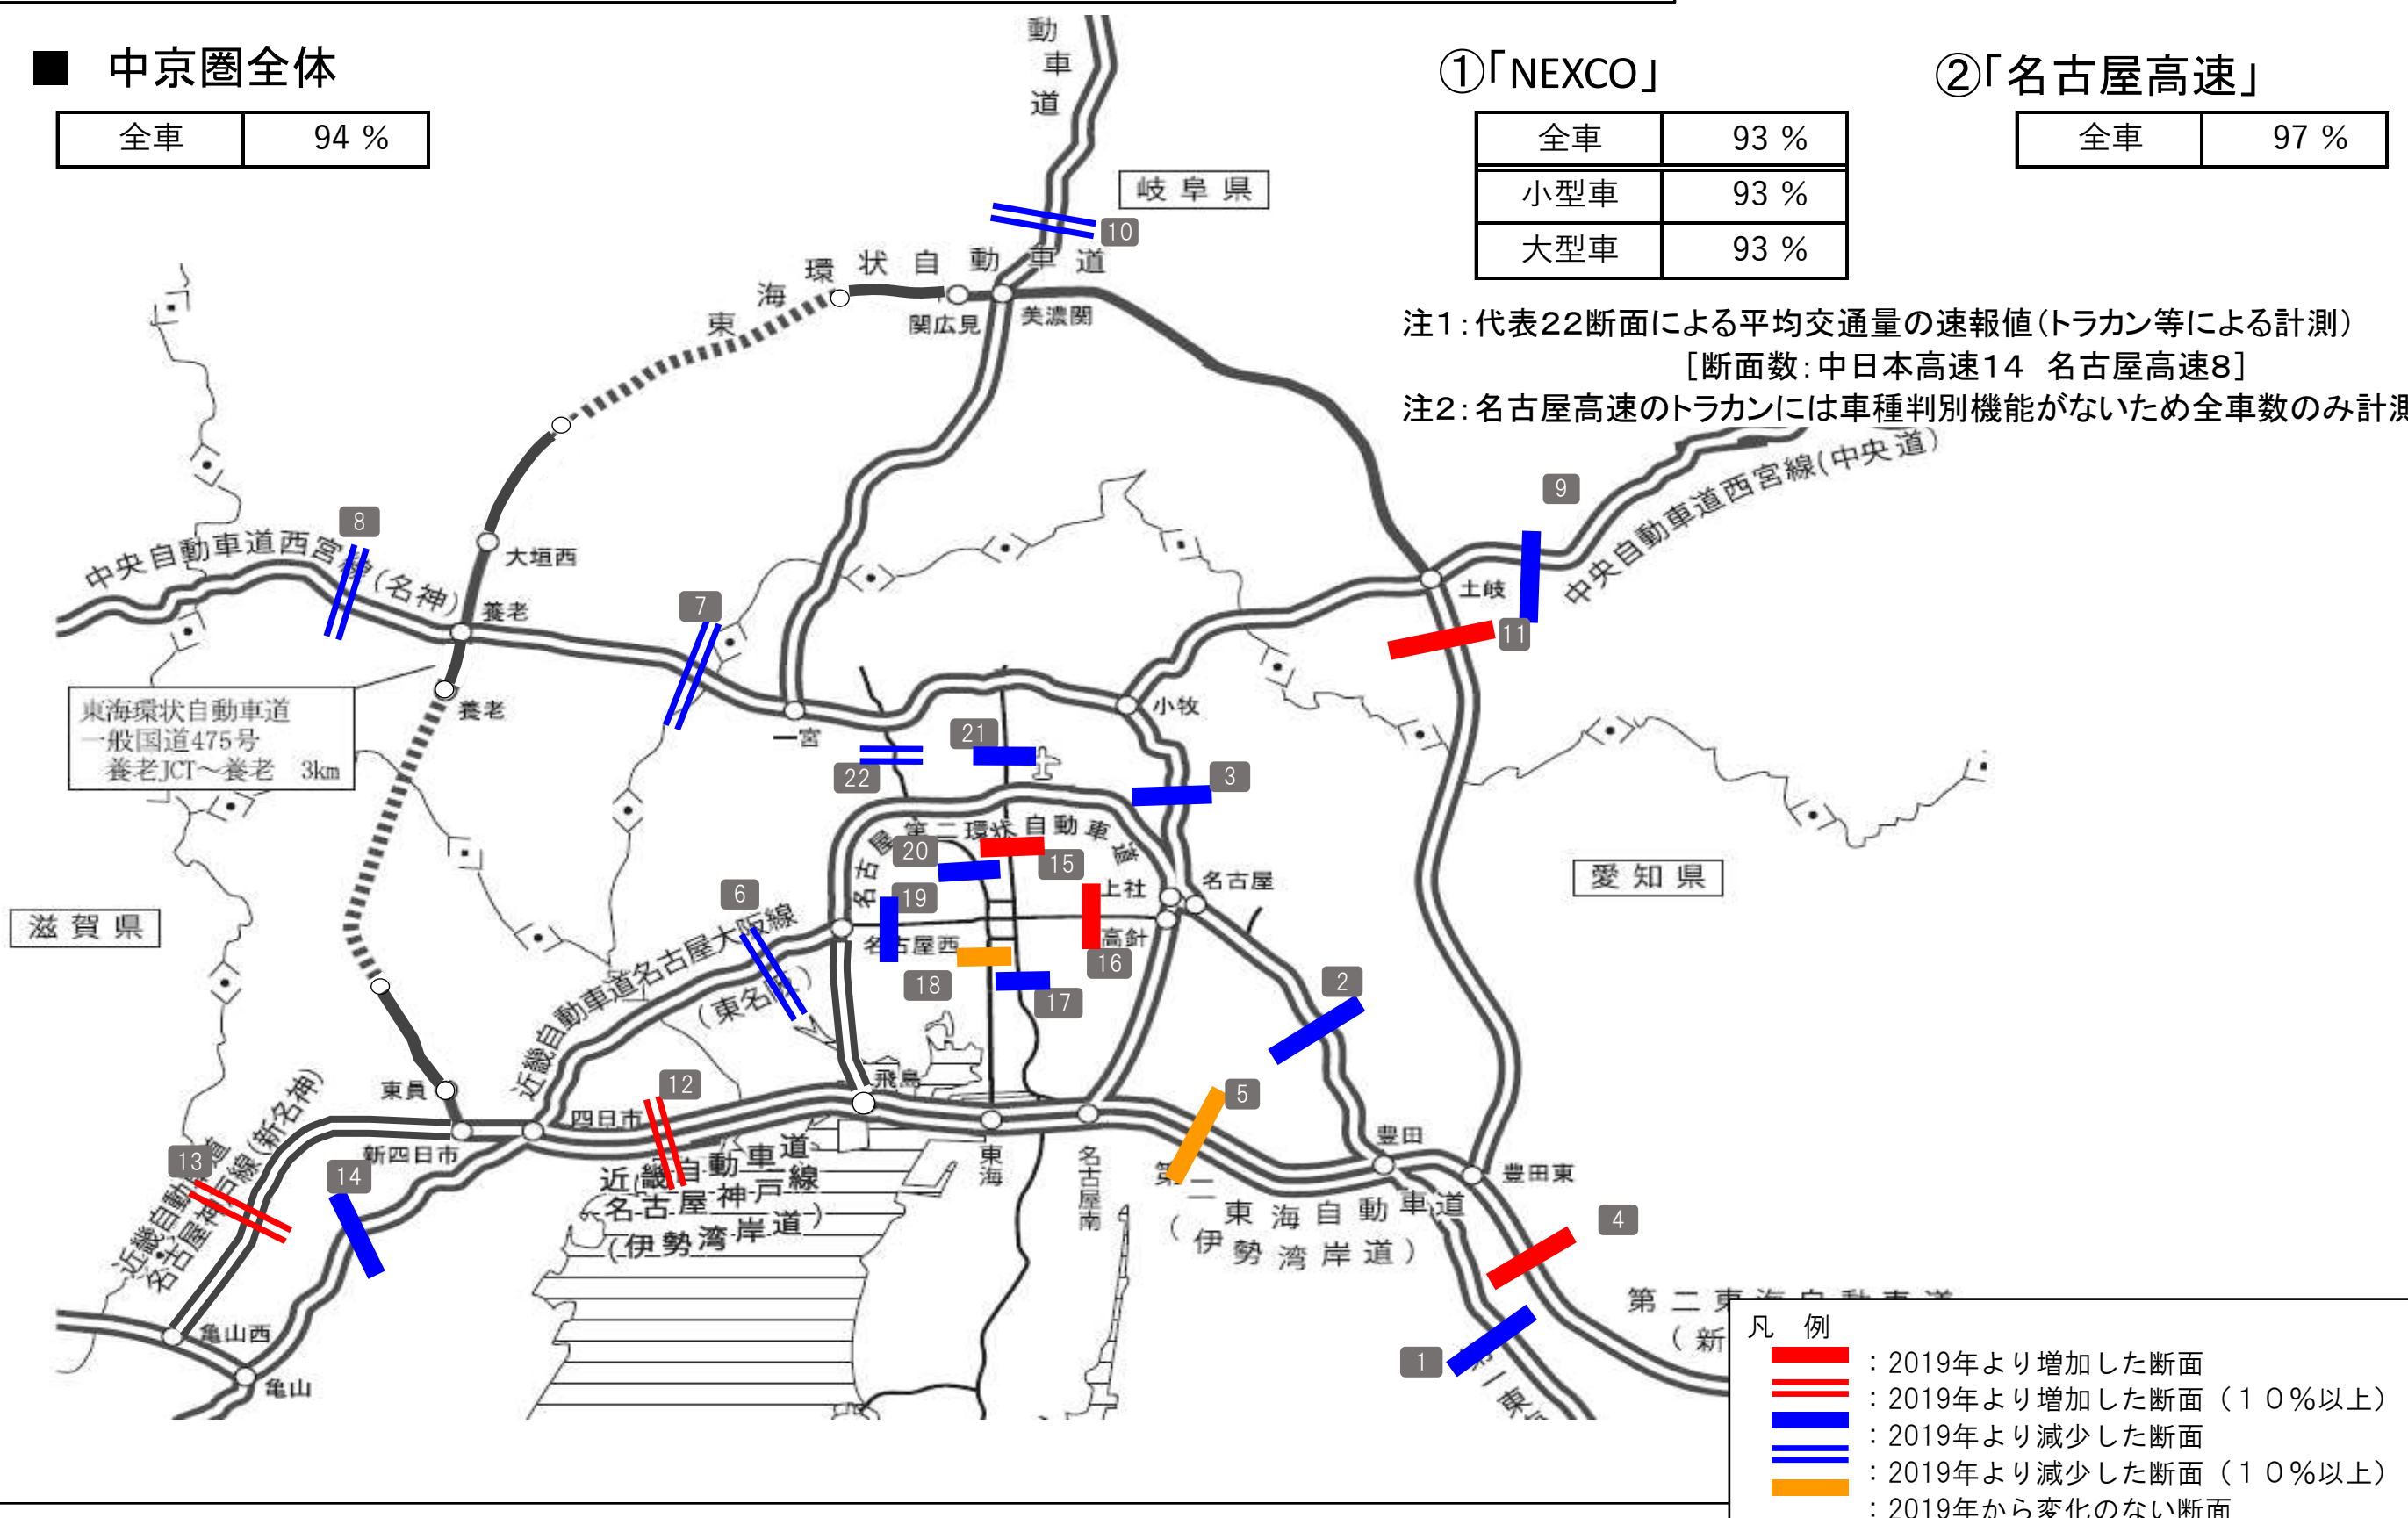 ■ 中京圏全体
全車 94 %
①「NEXCO」
全車 93 %
小型車 93 %
大型車 93 %
②「名古屋高速」
全車 97 %
注1:代表22断面による平均交通量の速報値(トラカン等による計測)
[断面数:中日本高速14 名古屋高速8]
注2:名古屋高速のトラカンには車種判別機能がないため全車数のみ計測
動車道
岐阜県
10
東海環状自動車道
関広見
美濃関
9
中央自動車道西宮線(中央道)
8
中央自動車道西宮線(名神)
大垣西
養老
7
土岐
11
東海環状自動車道
一般国道475号
養老JCT～養老 3km
養老
一宮
小牧
21
22
3
名古屋第二環状自動車道
20
15
上社
名古屋
愛知県
6
19
滋賀県
名古屋西
高針
16
近畿自動車道名古屋大阪線
(東名阪)
18
17
2
飛島
東員
12
5
四日市
新四日市
13
14
近畿自動車道
名古屋神戸線(新名神)
近畿自動車道
名古屋神戸線
(伊勢湾岸道)
東海
名古屋南
豊田
豊田東
第二東海自動車道
(伊勢湾岸道)
4
第二東海自動車道
(新
1
第一東
亀山西
亀山
凡 例
:2019年より増加した断面
:2019年より増加した断面(10%以上)
:2019年より減少した断面
:2019年より減少した断面(10%以上)
:2019年から変化のない断面